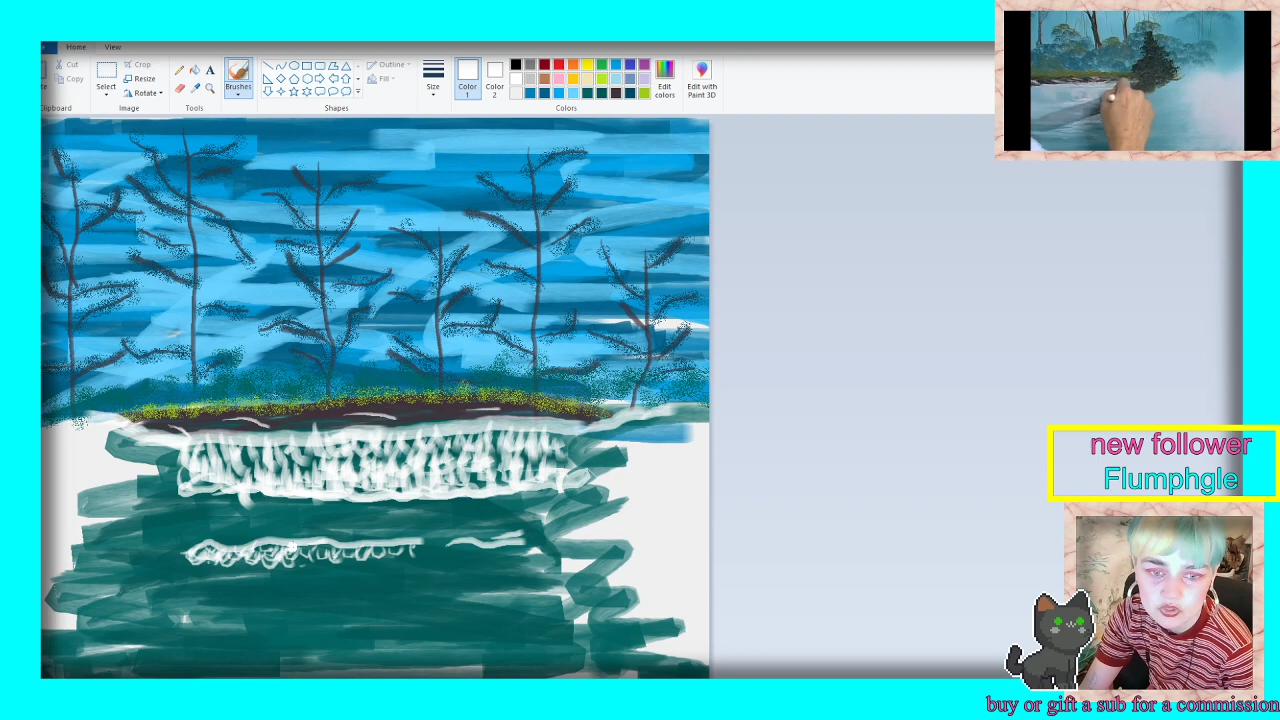 Home View
Cut
Copy
Clipboard
Select
Crop
Resize
Rotate
Image
Tools
Brushes
Outline
Fill
Shapes
Size
Color 1
Color 2
Edit colors
Edit with Paint 3D
Colors
new follower
Flumphgle
buy or gift a sub for a commission